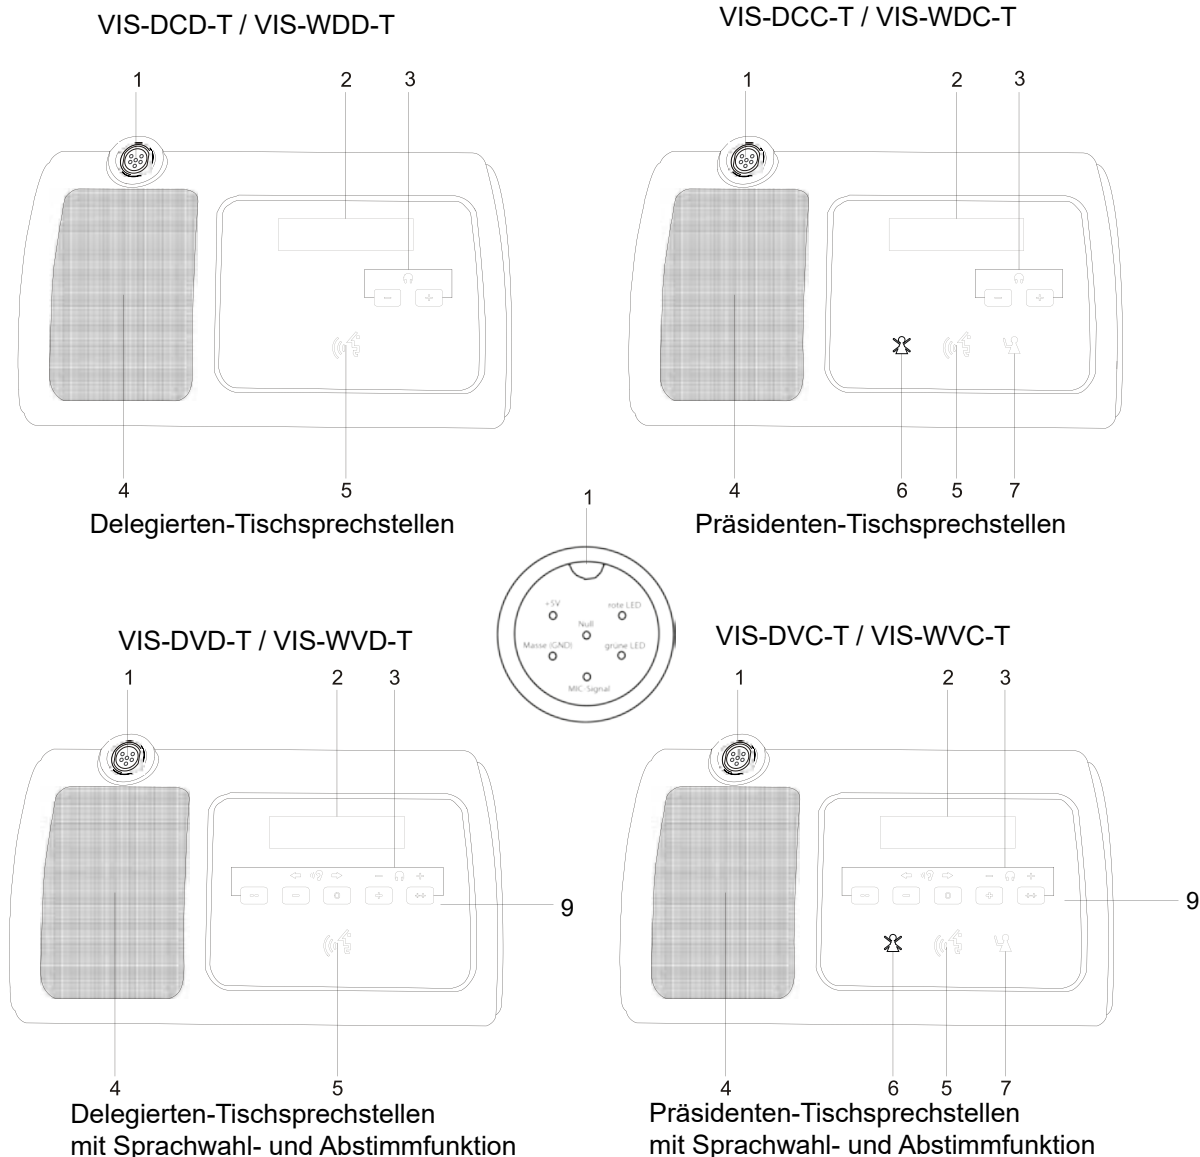 VIS-DCD-T / VIS-WDD-T
1 2 3
4 5
Delegierten-Tischsprechstellen
VIS-DCC-T / VIS-WDC-T
1 2 3
4 6 5 7
Präsidenten-Tischsprechstellen
1
+5V
rote LED
Null
Masse (GND)
grüne LED
MIC-Signal
VIS-DVD-T / VIS-WVD-T
1 2 3
9
4 5
Delegierten-Tischsprechstellen
mit Sprachwahl- und Abstimmfunktion
VIS-DVC-T / VIS-WVC-T
1 2 3
9
4 6 5 7
Präsidenten-Tischsprechstellen
mit Sprachwahl- und Abstimmfunktion